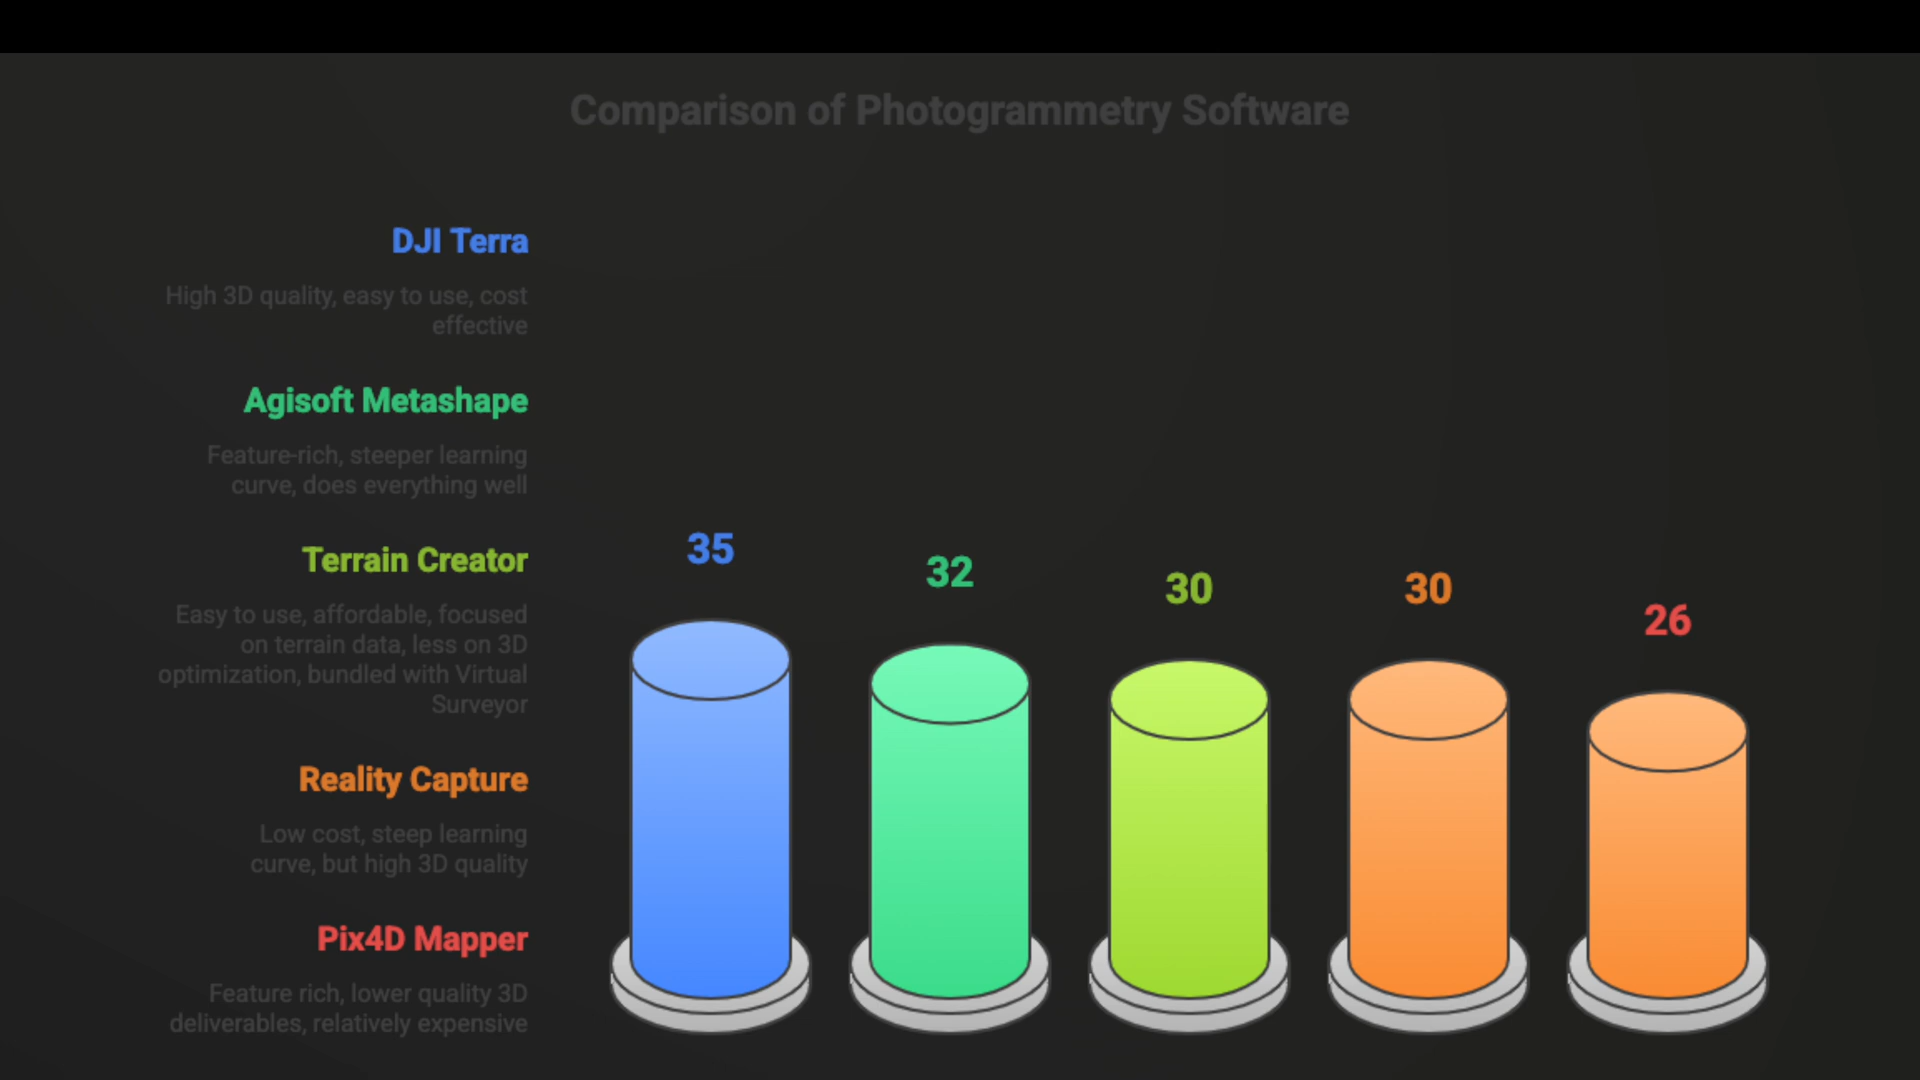 Comparison of Photogrammetry Software
DJI Terra
High 3D quality, easy to use, cost
effective
Agisoft Metashape
Feature-rich, steeper learning
curve, does everything well
Terrain Creator
Easy to use, affordable, focused
on terrain data, less on 3D
optimization, bundled with Virtual
Surveyor
Reality Capture
Low cost, steep learning
curve, but high 3D quality
Pix4D Mapper
Feature rich, lower quality 3D
deliverables, relatively expensive
35
32
30
30
26